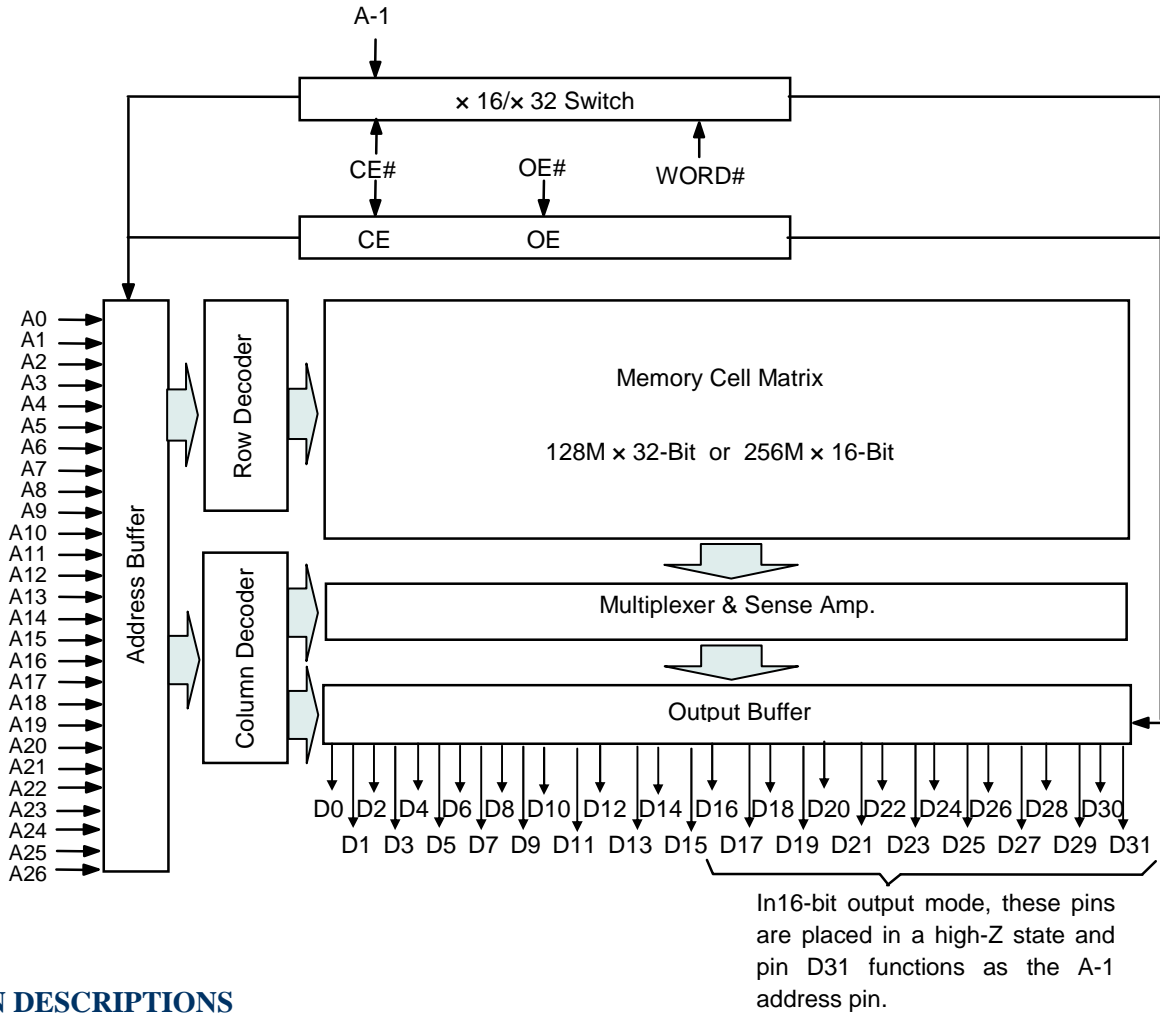 A-1
× 16/× 32 Switch
CE#
OE#
WORD#
CE
OE
A0
A1
A2
A3
A4
A5
A6
A7
A8
A9
A10
A11
A12
A13
A14
A15
A16
A17
A18
A19
A20
A21
A22
A23
A24
A25
A26
Address Buffer
Row Decoder
Column Decoder
Memory Cell Matrix
128M × 32-Bit or 256M × 16-Bit
Multiplexer & Sense Amp.
Output Buffer
D0 D2 D4 D6 D8 D10 D12 D14 D16 D18 D20 D22 D24 D26 D28 D30
D1 D3 D5 D7 D9 D11 D13 D15 D17 D19 D21 D23 D25 D27 D29 D31
In16-bit output mode, these pins
are placed in a high-Z state and
pin D31 functions as the A-1
address pin.
N DESCRIPTIONS